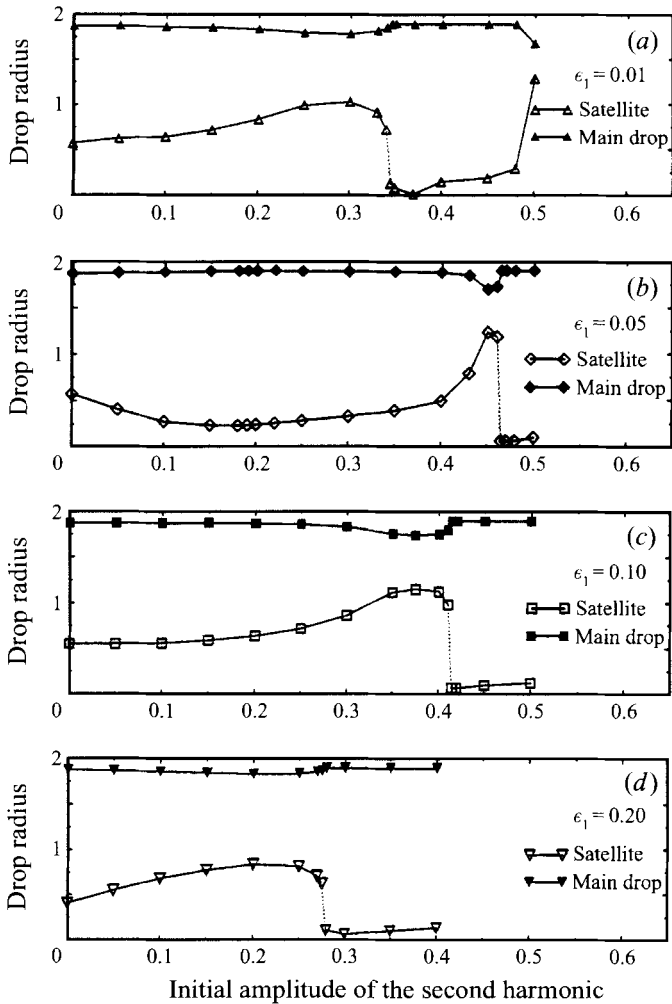 2
(a)
ϵ₁ = 0.01
Drop radius
1
Satellite
Main drop
0 0.1 0.2 0.3 0.4 0.5 0.6
2
(b)
ϵ₁ = 0.05
Drop radius
1
Satellite
Main drop
0 0.1 0.2 0.3 0.4 0.5 0.6
2
(c)
ϵ₁ = 0.10
Drop radius
1
Satellite
Main drop
0 0.1 0.2 0.3 0.4 0.5 0.6
2
(d)
ϵ₁ = 0.20
Drop radius
1
Satellite
Main drop
0 0.1 0.2 0.3 0.4 0.5 0.6
Initial amplitude of the second harmonic